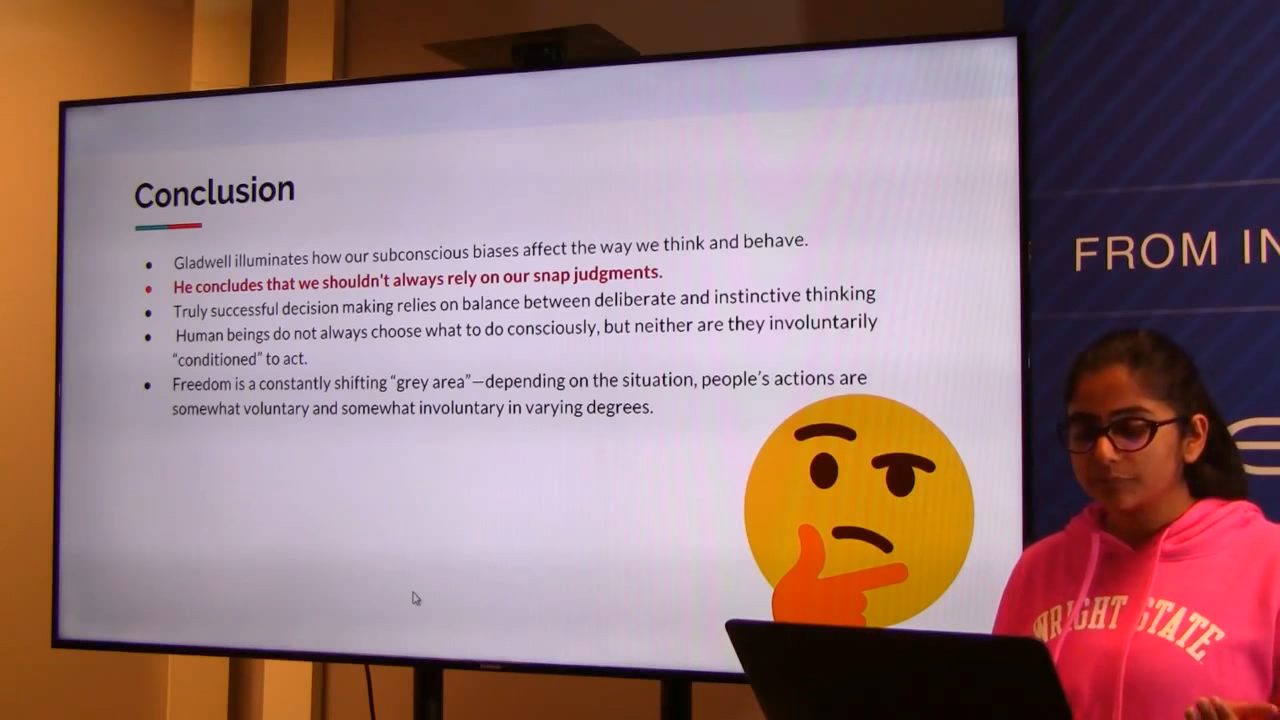 Conclusion
Gladwell illuminates how our subconscious biases affect the way we think and behave.
He concludes that we shouldn't always rely on our snap judgments.
Truly successful decision making relies on balance between deliberate and instinctive thinking
Human beings do not always choose what to do consciously, but neither are they involuntarily
“conditioned” to act.
Freedom is a constantly shifting “grey area”—depending on the situation, people’s actions are
somewhat voluntary and somewhat involuntary in varying degrees.
FROM IN
WRIGHT STATE
SAMSUNG